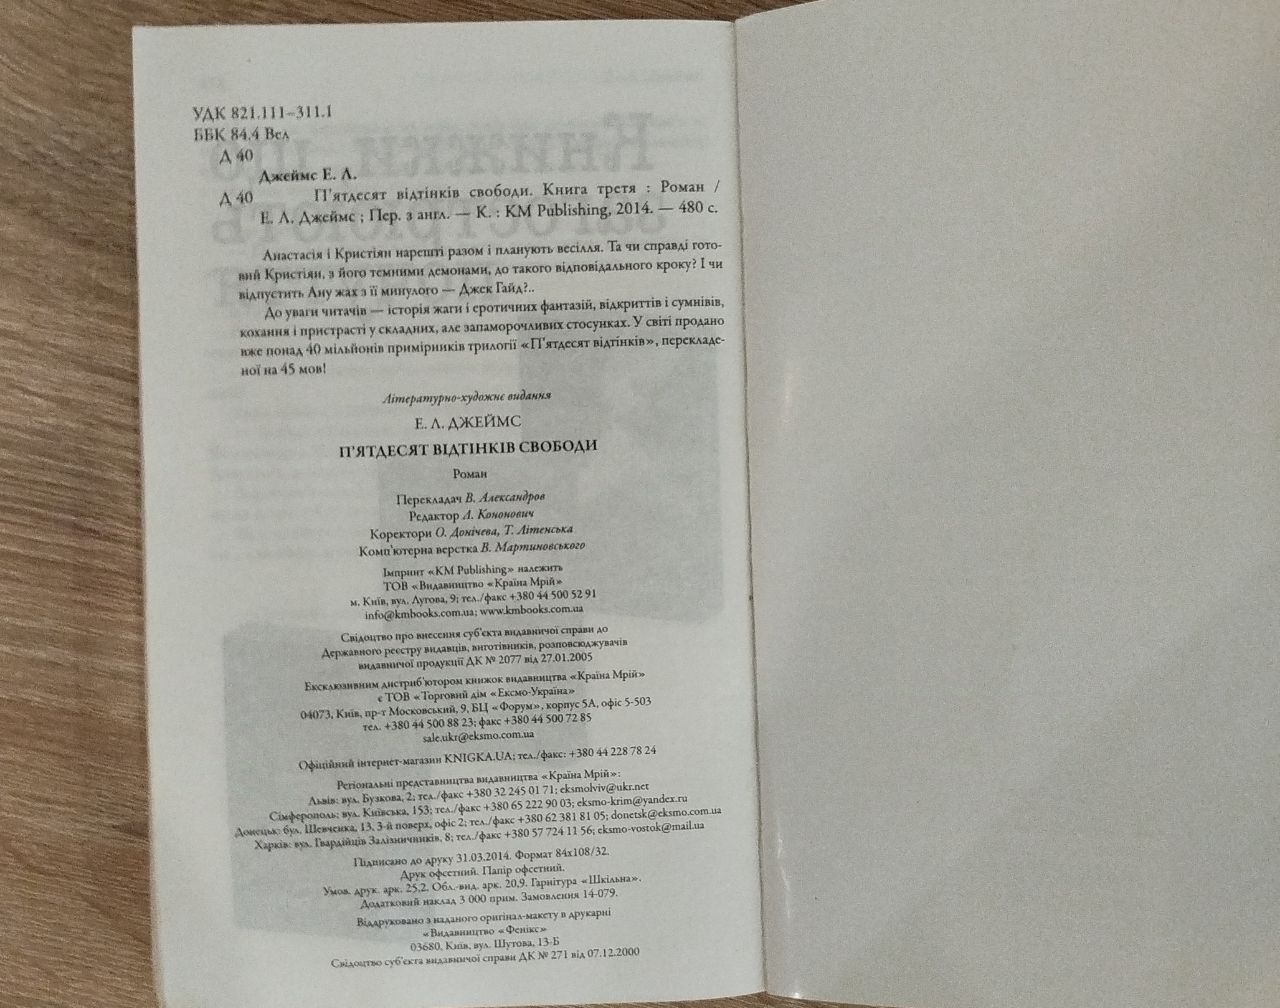 УДК 821.111–311.1
ББК 84.4 Вел
Д 40
Джеймс Е. Л.
Д 40 П'ятдесят відтінків свободи. Книга третя : Роман /
Е. Л. Джеймс ; Пер. з англ. — К. : KM Publishing, 2014. — 480 с.
Анастасія і Кристіян нарешті разом і планують весілля. Та чи справді гото-
вий Кристіян, з його темними демонами, до такого відповідального кроку? І чи
відпустить Ану жах з її минулого — Джек Гайд?..
До уваги читачів — історія жаги і еротичних фантазій, відкриттів і сумнівів,
кохання і пристрасті у складних, але запаморочливих стосунках. У світі продано
вже понад 40 мільйонів примірників трилогії «П'ятдесят відтінків», перекладе-
ної на 45 мов!
Літературно-художнє видання
Е. Л. ДЖЕЙМС
П'ЯТДЕСЯТ ВІДТІНКІВ СВОБОДИ
Роман
Перекладач В. Александров
Редактор Л. Кононович
Коректори О. Донічева, Т. Літенська
Комп'ютерна верстка В. Мартиновського
Імпринт «KM Publishing» належить
ТОВ «Видавництво «Країна Мрій»
м. Київ, вул. Лугова, 9; тел./факс +380 44 500 52 91
info@kmbooks.com.ua; www.kmbooks.com.ua
Свідоцтво про внесення суб'єкта видавничої справи до
Державного реєстру видавців, виготівників, розповсюджувачів
видавничої продукції ДК № 2077 від 27.01.2005
Ексклюзивним дистриб'ютором книжок видавництва «Країна Мрій»
є ТОВ «Торговий дім «Ексмо-Україна»
04073, Київ, пр-т Московський, 9, БЦ «Форум», корпус 5А, офіс 5-503
тел. +380 44 500 88 23; факс +380 44 500 72 85
sale.ukr@eksmo.com.ua
Офіційний інтернет-магазин KNIGKA.UA; тел./факс: +380 44 228 78 24
Регіональні представництва видавництва «Країна Мрій»:
Львів: вул. Бузкова, 2; тел./факс +380 32 245 01 71; eksmolviv@ukr.net
Сімферополь: вул. Київська, 153; тел./факс +380 65 222 90 03; eksmo-krim@yandex.ru
Донецьк: бул. Шевченка, 13, 3-й поверх, офіс 2; тел./факс +380 62 381 81 05; donetsk@eksmo.com.ua
Харків: вул. Гвардійців Залізничників, 8; тел./факс +380 57 724 11 56; eksmo-vostok@mail.ua
Підписано до друку 31.03.2014. Формат 84x108/32.
Друк офсетний. Папір офсетний.
Умов. друк. арк. 25,2. Обл.-вид. арк. 20,9. Гарнітура «Шкільна».
Додатковий наклад 3 000 прим. Замовлення 14-079.
Віддруковано з наданого оригінал-макету в друкарні
«Видавництво «Фенікс»
03680, Київ, вул. Шутова, 13-Б
Свідоцтво суб'єкта видавничої справи ДК № 271 від 07.12.2000